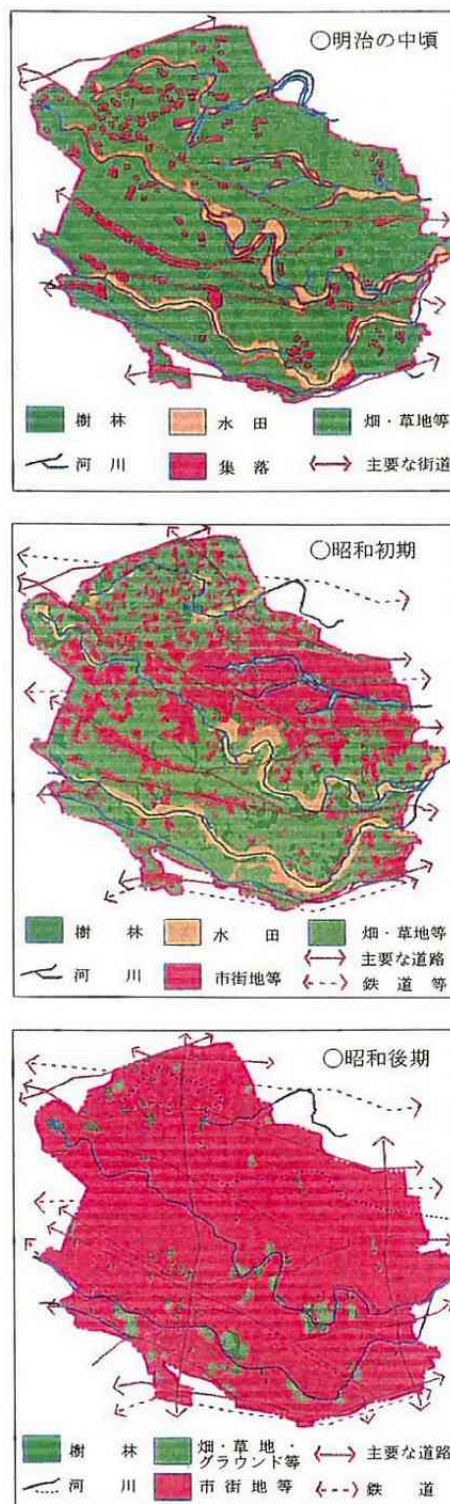 ○明治の中頃
樹林 水田 畑・草地等
河川 集落 主要な街道
○昭和初期
樹林 水田 畑・草地等
主要な道路
河川 市街地等 鉄道等
○昭和後期
樹林 畑・草地・グラウンド等 主要な道路
河川 市街地等 鉄道